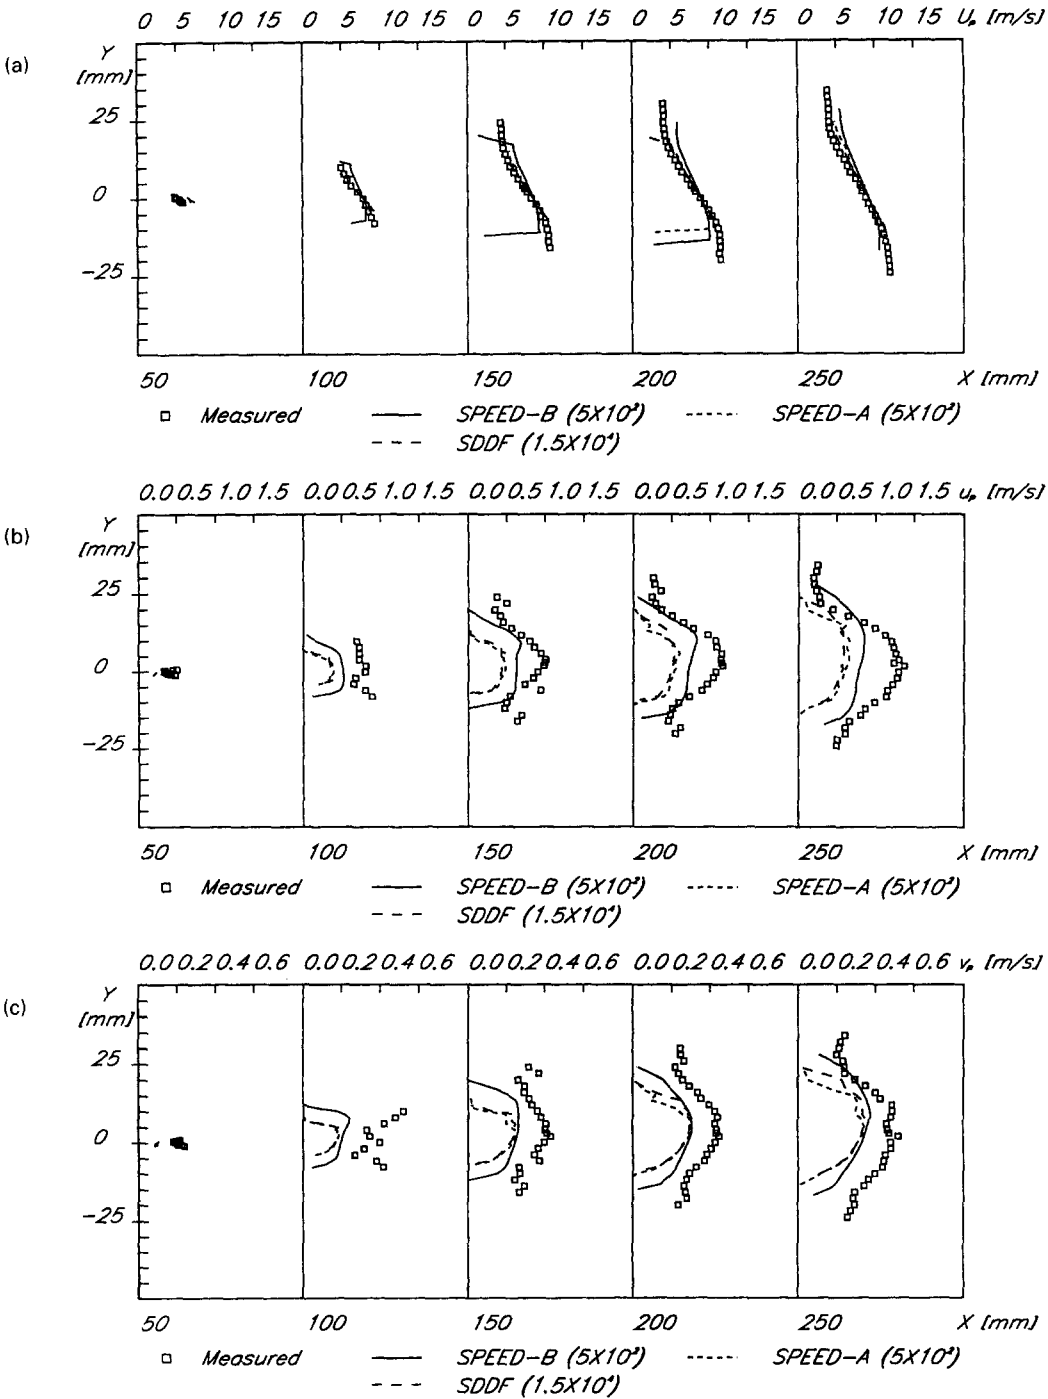 0 5 10 15 0 5 10 15 0 5 10 15 0 5 10 15 0 5 10 15 Uₚ [m/s]
(a)
Y
[mm]
25
0
-25
50 100 150 200 250 X [mm]
Measured SPEED-B (5X10³) SPEED-A (5X10³)
SDDF (1.5X10⁴)
0.0 0.5 1.0 1.5 0.0 0.5 1.0 1.5 0.0 0.5 1.0 1.5 0.0 0.5 1.0 1.5 0.0 0.5 1.0 1.5 uₚ [m/s]
(b)
Y
[mm]
25
0
-25
50 100 150 200 250 X [mm]
Measured SPEED-B (5X10³) SPEED-A (5X10³)
SDDF (1.5X10⁴)
0.0 0.2 0.4 0.6 0.0 0.2 0.4 0.6 0.0 0.2 0.4 0.6 0.0 0.2 0.4 0.6 0.0 0.2 0.4 0.6 vₚ [m/s]
(c)
Y
[mm]
25
0
-25
50 100 150 200 250 X [mm]
Measured SPEED-B (5X10³) SPEED-A (5X10³)
SDDF (1.5X10⁴)